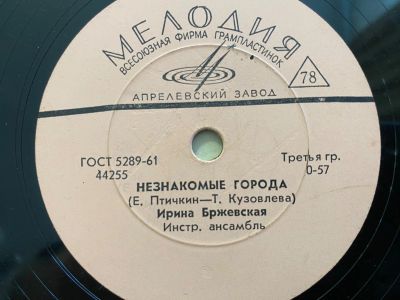 МЕЛОДИЯ
ВСЕСОЮЗНАЯ ФИРМА ГРАМПЛАСТИНОК
78
АПРЕЛЕВСКИЙ ЗАВОД
ГОСТ 5289-61
44255
Третья гр.
0-57
НЕЗНАКОМЫЕ ГОРОДА
(Е. Птичкин—Т. Кузовлева)
Ирина Бржевская
Инстр. ансамбль